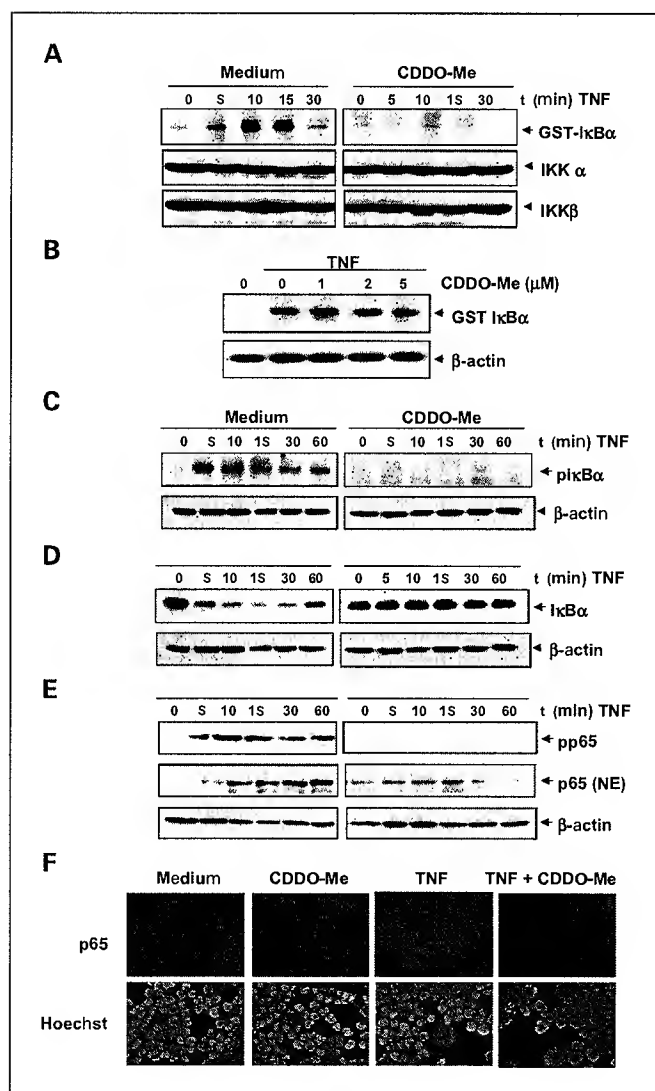 A
Medium CDDO-Me
0 S 10 15 30 0 5 10 1S 30 t (min) TNF
GST-IκBα
IKK α
IKKβ
B
TNF
0 0 1 2 5 CDDO-Me (μM)
GST IκBα
β-actin
C
Medium CDDO-Me
0 S 10 1S 30 60 0 S 10 1S 30 60 t (min) TNF
pIκBα
β-actin
D
0 S 10 1S 30 60 0 5 10 1S 30 60 t (min) TNF
IκBα
β-actin
E
0 S 10 1S 30 60 0 S 10 1S 30 60 t (min) TNF
pp65
p65 (NE)
β-actin
F
Medium CDDO-Me TNF TNF + CDDO-Me
p65
Hoechst